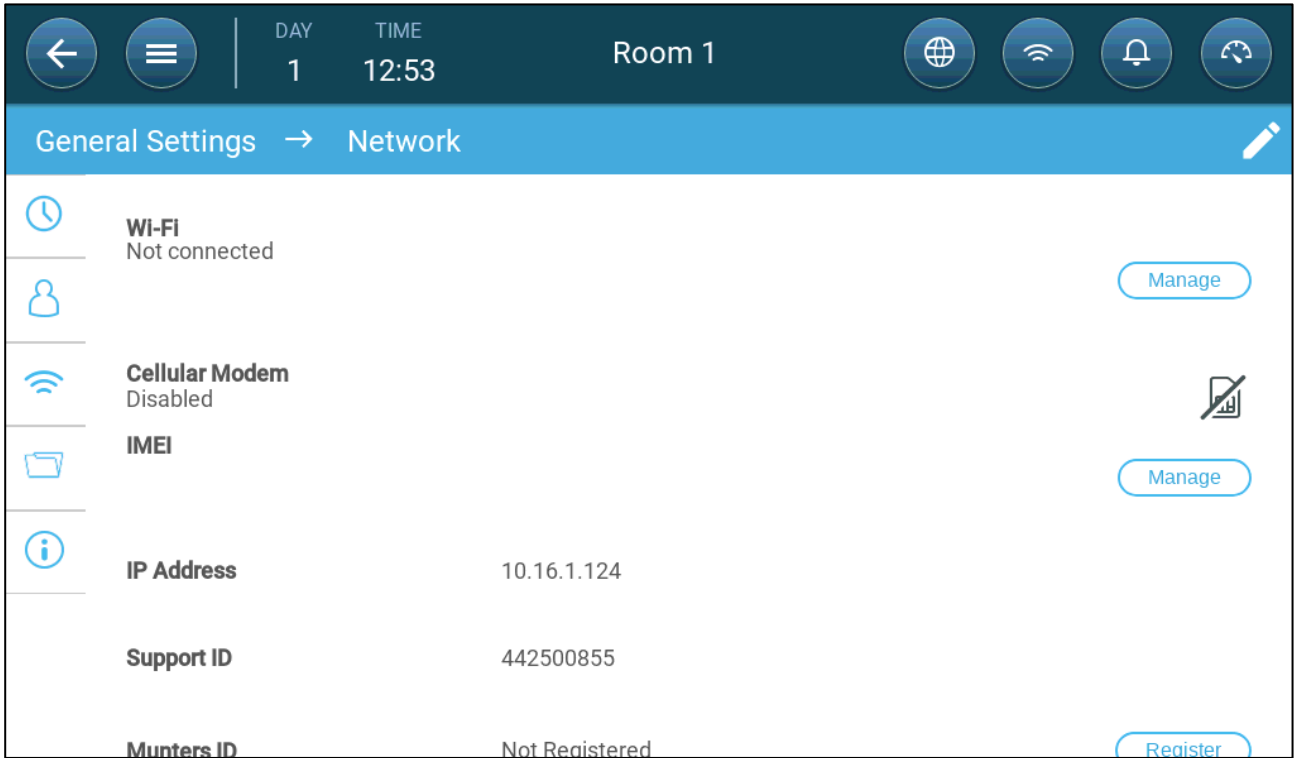 DAY TIME
1 12:53 Room 1
General Settings → Network
Wi-Fi
Not connected
Manage
Cellular Modem
Disabled
IMEI
Manage
IP Address 10.16.1.124
Support ID 442500855
Munters ID Not Registered Register